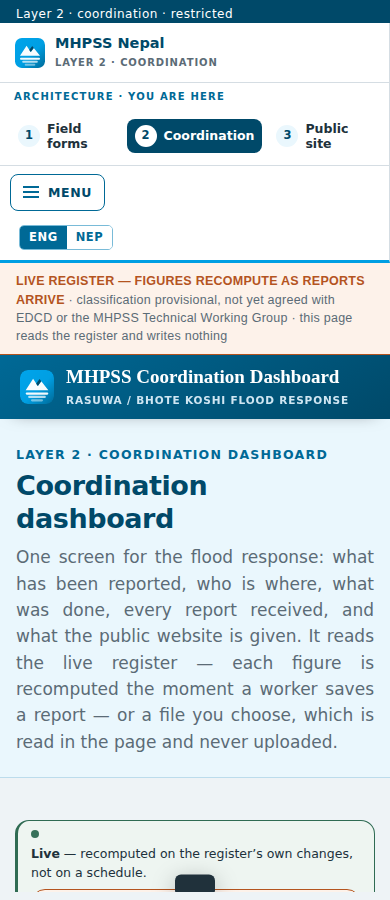 Layer 2 · coordination · restricted
MHPSS Nepal
LAYER 2 · COORDINATION
ARCHITECTURE · YOU ARE HERE
1 Field forms
2 Coordination
3 Public site
MENU
ENG NEP
LIVE REGISTER — FIGURES RECOMPUTE AS REPORTS
ARRIVE · classification provisional, not yet agreed with
EDCD or the MHPSS Technical Working Group · this page
reads the register and writes nothing
MHPSS Coordination Dashboard
RASUWA / BHOTE KOSHI FLOOD RESPONSE
LAYER 2 · COORDINATION DASHBOARD
Coordination
dashboard
One screen for the flood response: what
has been reported, who is where, what
was done, every report received, and
what the public website is given. It reads
the live register — each figure is
recomputed the moment a worker saves
a report — or a file you choose, which is
read in the page and never uploaded.
Live — recomputed on the register's own changes,
not on a schedule.